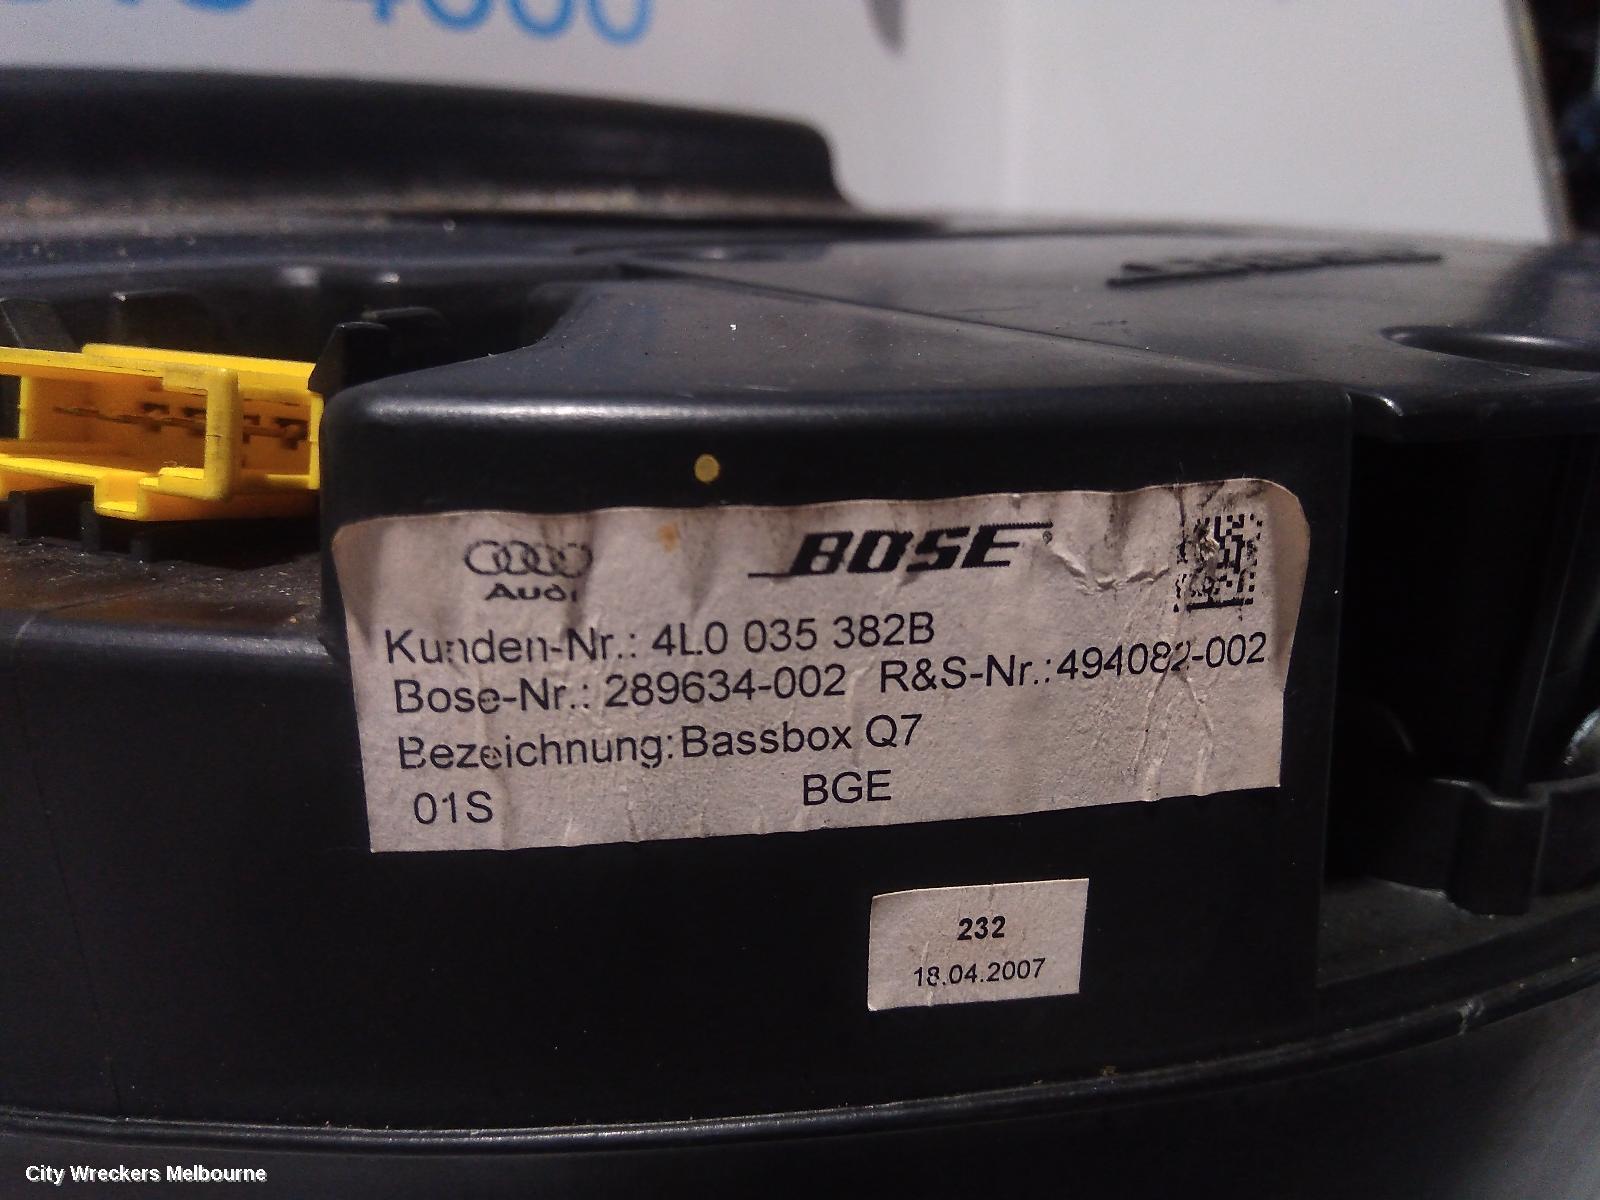 Audi
BOSE
Kunden-Nr.: 4L0 035 382B
Bose-Nr.: 289634-002 R&S-Nr.:494082-002
Bezeichnung: Bassbox Q7
01S BGE
232
18.04.2007
City Wreckers Melbourne